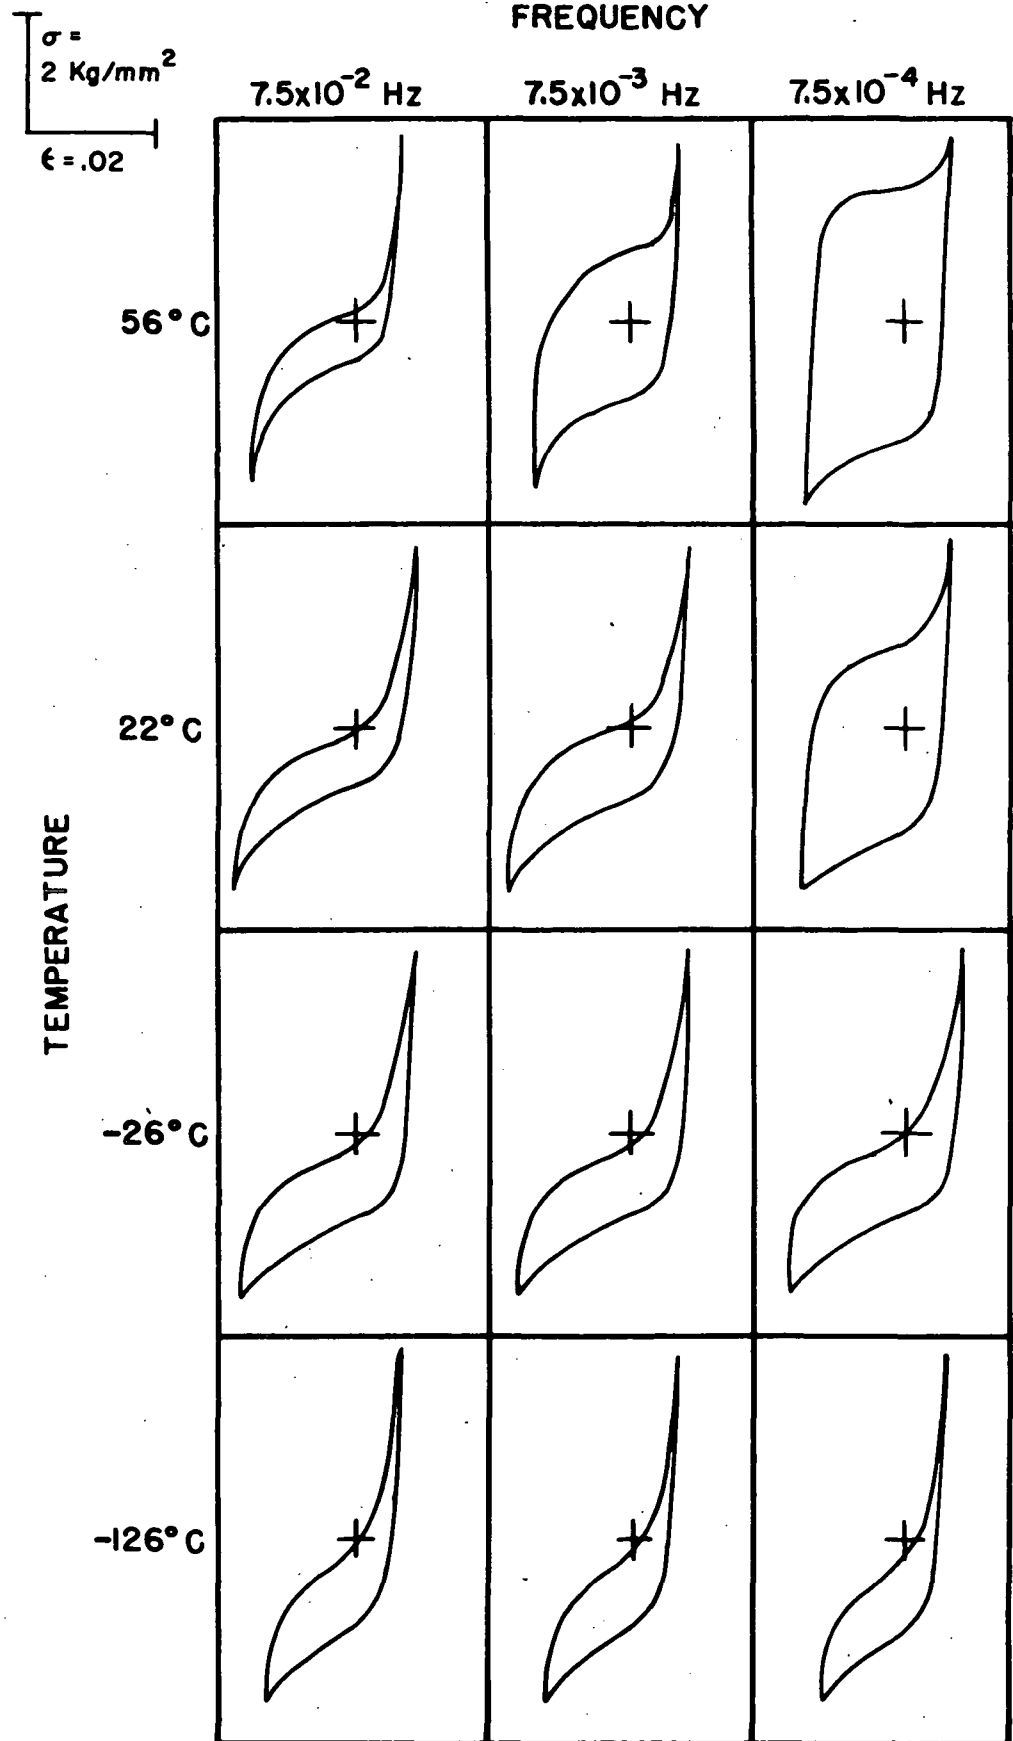 FREQUENCY
σ =
2 Kg/mm²
ϵ = .02
7.5x10⁻² Hz
7.5x10⁻³ Hz
7.5x10⁻⁴ Hz
TEMPERATURE
56°C
22°C
-26°C
-126°C